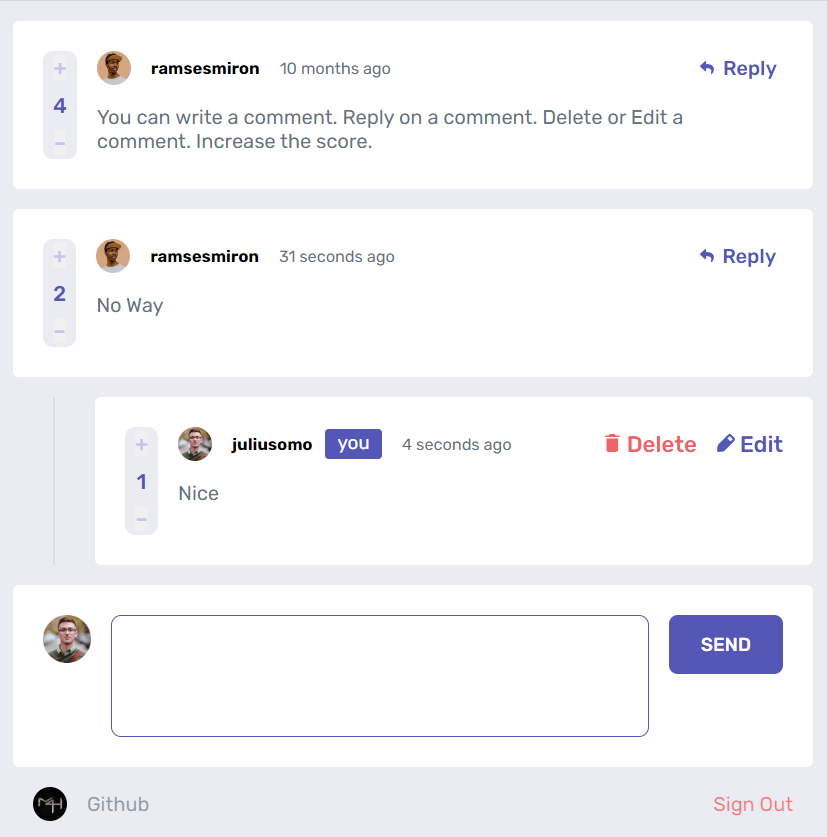 +
4
-
ramsesmiron 10 months ago Reply
You can write a comment. Reply on a comment. Delete or Edit a
comment. Increase the score.
+
2
-
ramsesmiron 31 seconds ago Reply
No Way
+
1
-
juliusomo you 4 seconds ago Delete Edit
Nice
SEND
Github Sign Out